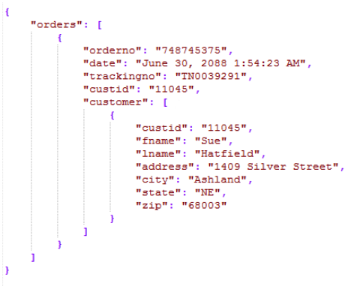 {
"orders": [
{
"orderno": "748745375",
"date": "June 30, 2088 1:54:23 AM",
"trackingno": "TN0039291",
"custid": "11045",
"customer": [
{
"custid": "11045",
"fname": "Sue",
"lname": "Hatfield",
"address": "1409 Silver Street",
"city": "Ashland",
"state": "NE",
"zip": "68003"
}
]
}
]
}